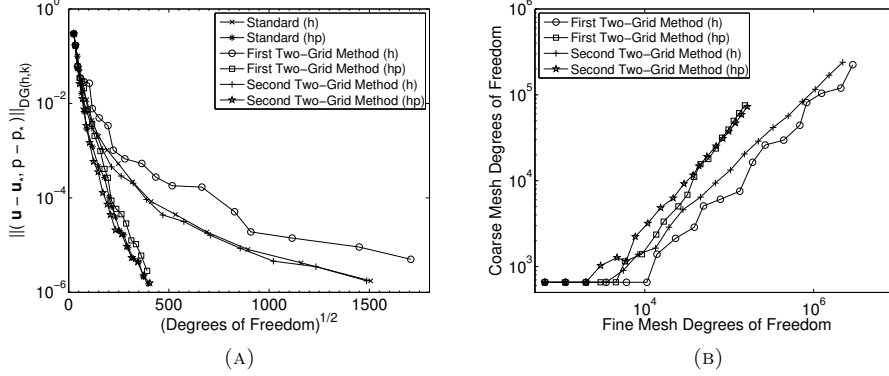 10^0
10^-2
10^-4
10^-6
||( u − u*, p − p* )||DG(h,k)
Standard (h)
Standard (hp)
First Two−Grid Method (h)
First Two−Grid Method (hp)
Second Two−Grid Method (h)
Second Two−Grid Method (hp)
0 500 1000 1500
(Degrees of Freedom)^1/2
(A)
10^6
10^5
10^4
10^3
Coarse Mesh Degrees of Freedom
First Two−Grid Method (h)
First Two−Grid Method (hp)
Second Two−Grid Method (h)
Second Two−Grid Method (hp)
10^4 10^6
Fine Mesh Degrees of Freedom
(B)